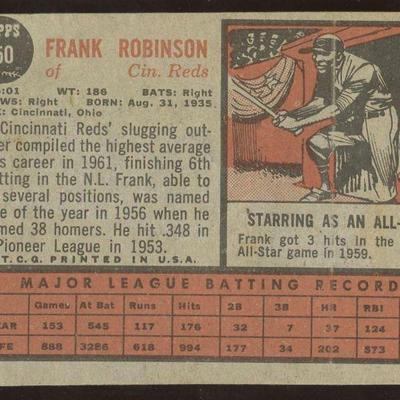 PPS
50
FRANK ROBINSON
of Cin. Reds
:01 WT: 186 BATS: Right
WS: Right BORN: Aug. 31, 1935
: Cincinnati, Ohio
Cincinnati Reds' slugging out-
er compiled the highest average
s career in 1961, finishing 6th
tting in the N.L. Frank, able to
several positions, was named
e of the year in 1956 when he
med 38 homers. He hit .348 in
Pioneer League in 1953.
T.C.G. PRINTED IN U.S.A.
STARRING AS AN ALL-
Frank got 3 hits in the
All-Star game in 1959.
MAJOR LEAGUE BATTING RECORD
Games At Bat Runs Hits 2B 3B HR RBI
EAR 153 545 117 176 32 7 37 124
FE 888 3286 618 994 177 34 202 573